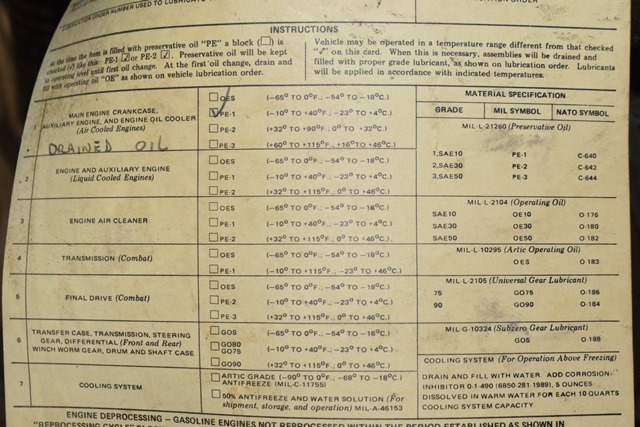 LUBRICATION ORDER NUMBER USED TO LUBRICATE
ORDER
INSTRUCTIONS
At the time the item is filled with preservative oil "PE" a block (☐) is
checked (✓) like this: PE-1 ☑ or PE-2 ☑. Preservative oil will be kept
to operating level until first oil change. At the first oil change, drain and
fill with operating oil "OE" as shown on vehicle lubrication order.
Vehicle may be operated in a temperature range different from that checked
"✓" on this card. When this is necessary, assemblies will be drained and
filled with proper grade lubricant, as shown on lubrication order. Lubricants
will be applied in accordance with indicated temperatures.
1 MAIN ENGINE CRANKCASE,
AUXILIARY ENGINE, AND ENGINE OIL COOLER
(Air Cooled Engines)
DRAINED OIL
☐ OES (−65° TO 0°F., −54° TO −18°C.)
☑ PE-1 (−10° TO +40°F., −23° TO +4°C.)
☐ PE-2 (+32° TO +90°F., 0° TO +32°C.)
☐ PE-3 (+60° TO +115°F., +16°TO +46°C.)
2 ENGINE AND AUXILIARY ENGINE
(Liquid Cooled Engines)
☐ OES (−65° TO 0°F., −54° TO −18°C.)
☐ PE-1 (−10° TO +40°F., −23° TO +4°C.)
☐ PE-2 (+32° TO +115°F., 0° TO +46°C.)
3 ENGINE AIR CLEANER
☐ OES (−65° TO 0°F., −54° TO −18°C.)
☐ PE-1 (−10° TO +40°F., −23° TO +4°C.)
☐ PE-2 (+32° TO +115°F., 0° TO +46°C.)
4 TRANSMISSION (Combat)
☐ OES (−65° TO 0°F., −54° TO −18°C.)
☐ PE-1 (−10° TO +115°F., −23° TO +46°C.)
5 FINAL DRIVE (Combat)
☐ OES (−65° TO 0°F., −54° TO −18°C.)
☐ PE-2 (−10° TO +40°F., −23° TO +4°C.)
☐ PE-3 (+32° TO +115°F., 0° TO +46°C.)
6 TRANSFER CASE, TRANSMISSION, STEERING
GEAR, DIFFERENTIAL (Front and Rear)
WINCH WORM GEAR, DRUM AND SHAFT CASE
☐ GOS (−65° TO 0°F., −54° TO −18°C.)
☐ GO80
GO75 (−10° TO +40°F., −23° TO +4°C.)
☐ GO90 (+32° TO +115°F., 0° TO +46°C.)
7 COOLING SYSTEM
☐ ARTIC GRADE (−90° TO 0°F., −68° TO −18°C.)
ANTIFREEZE (MIL-C-11755)
☐ 50% ANTIFREEZE AND WATER SOLUTION (For
shipment, storage, and operation) MIL-A-46153
MATERIAL SPECIFICATION
GRADE MIL SYMBOL NATO SYMBOL
MIL-L-21260 (Preservative Oil)
1,SAE10 PE-1 C-640
2,SAE30 PE-2 C-642
3,SAE50 PE-3 C-644
MIL-L-2104 (Operating Oil)
SAE10 OE10 O-176
SAE30 OE30 O-180
SAE50 OE50 O-182
MIL-L-10295 (Artic Operating Oil)
OES O-183
MIL-L-2105 (Universal Gear Lubricant)
75 GO75 O-186
90 GO90 O-184
MIL-G-10324 (Subzero Gear Lubricant)
GOS O-188
COOLING SYSTEM (For Operation Above Freezing)
DRAIN AND FILL WITH WATER. ADD CORROSION
INHIBITOR 0-1-490 (6850-281-1989), 5 OUNCES
DISSOLVED IN WARM WATER FOR EACH 10 QUARTS
COOLING SYSTEM CAPACITY
ENGINE DEPROCESSING – GASOLINE ENGINES NOT REPROCESSED WITHIN THE PERIOD ESTABLISHED AS SHOWN IN